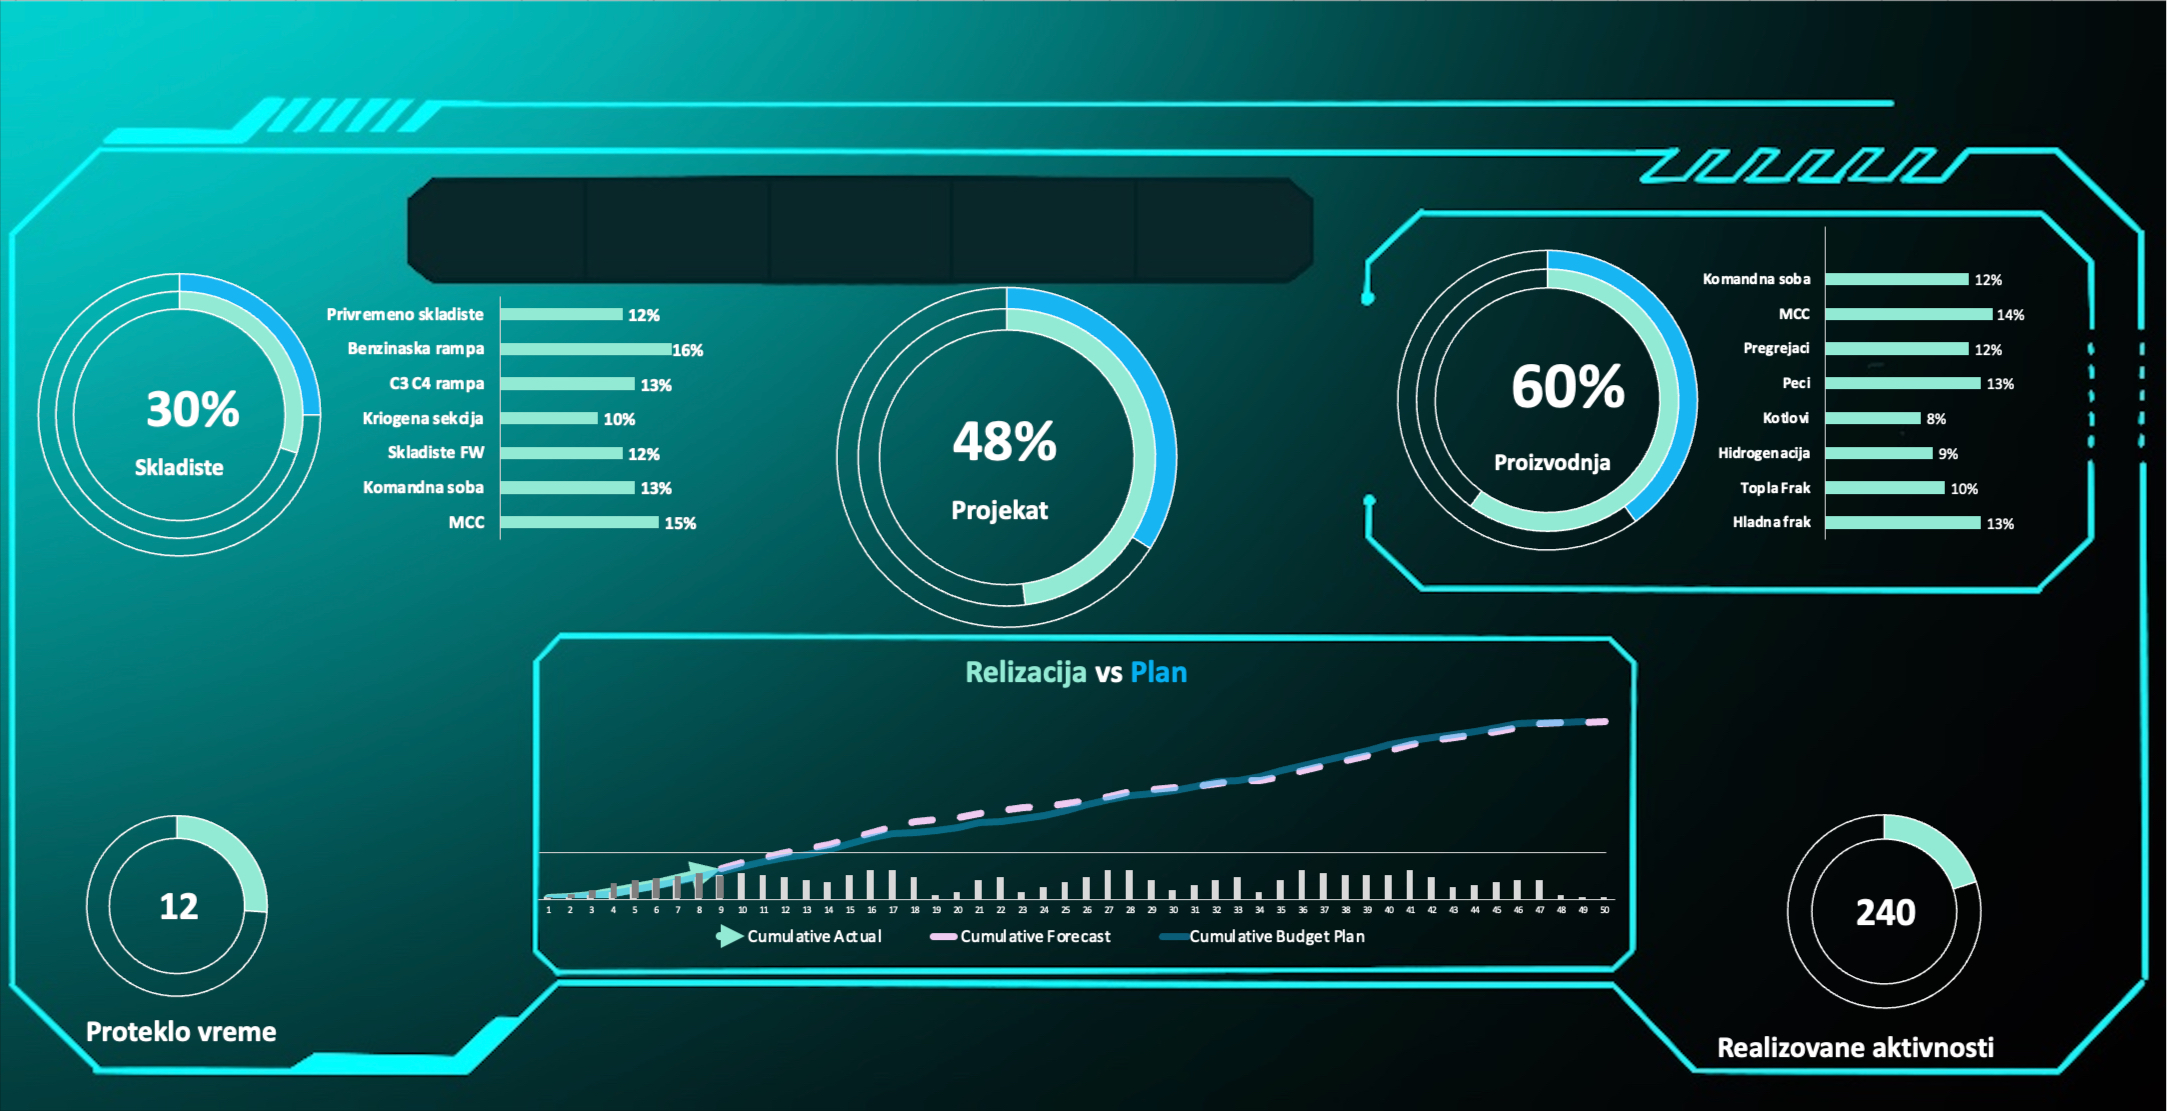 30%
Skladiste
Privremeno skladiste 12%
Benzinaska rampa 16%
C3 C4 rampa 13%
Kriogena sekcija 10%
Skladiste FW 12%
Komandna soba 13%
MCC 15%
48%
Projekat
60%
Proizvodnja
Komandna soba 12%
MCC 14%
Pregrejaci 12%
Peci 13%
Kotlovi 8%
Hidrogenacija 9%
Topla Frak 10%
Hladna frak 13%
Relizacija vs Plan
1 2 3 4 5 6 7 8 9 10 11 12 13 14 15 16 17 18 19 20 21 22 23 24 25 26 27 28 29 30 31 32 33 34 35 36 37 38 39 40 41 42 43 44 45 46 47 48 49 50
Cumulative Actual Cumulative Forecast Cumulative Budget Plan
12
Proteklo vreme
240
Realizovane aktivnosti